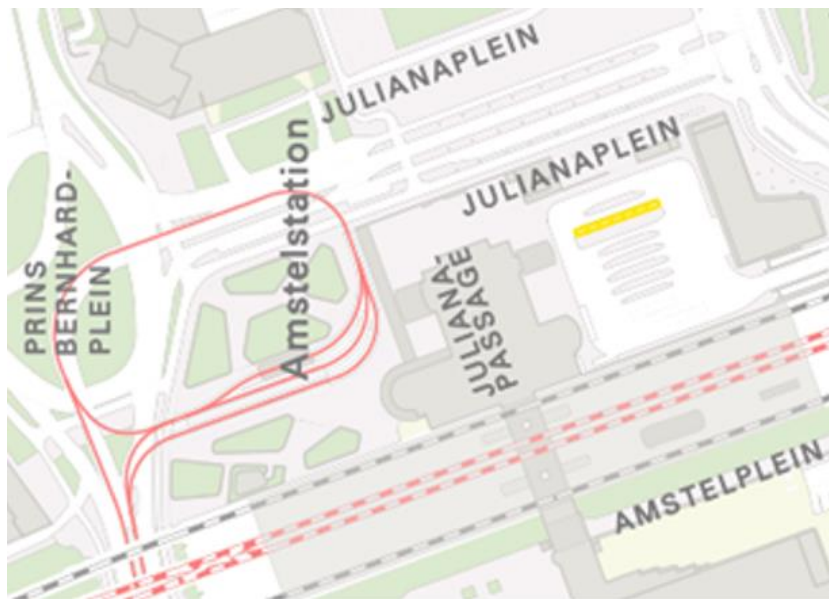 JULIANAPLEIN
JULIANAPLEIN
Amstelstation
PRINS
BERNHARD-
PLEIN
JULIANA-
PASSAGE
AMSTELPLEIN